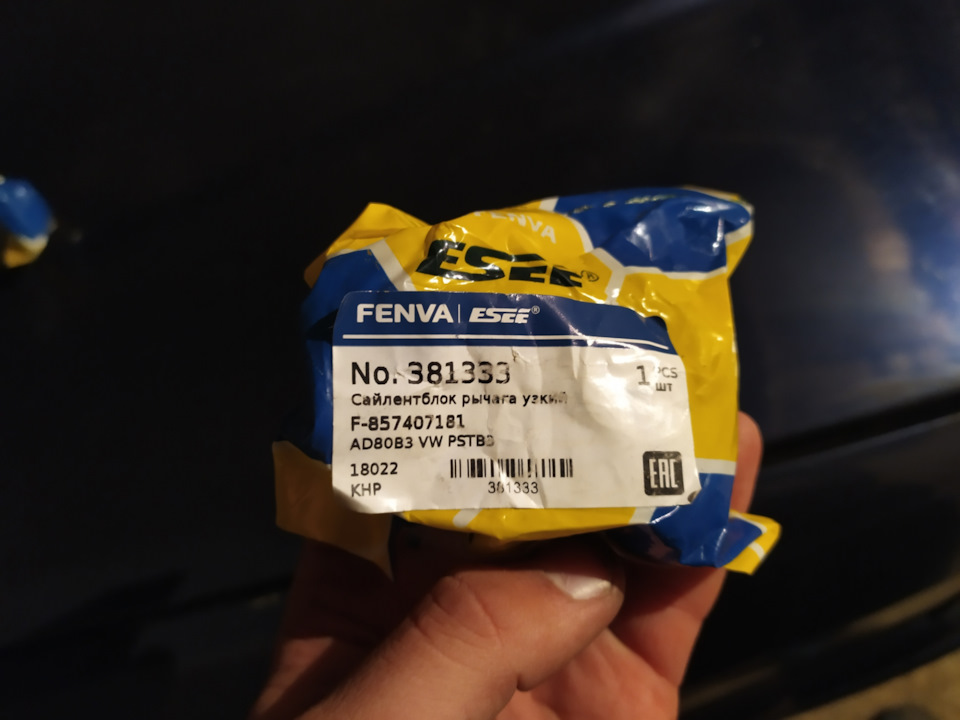 FENVA
ESEE®
FENVA | ESEE®
No. 381333
1 PCS
шт
Сайлентблок рычага узкий
F-857407181
AD80B3 VW PSTB3
18022
КНР
381333
EAC